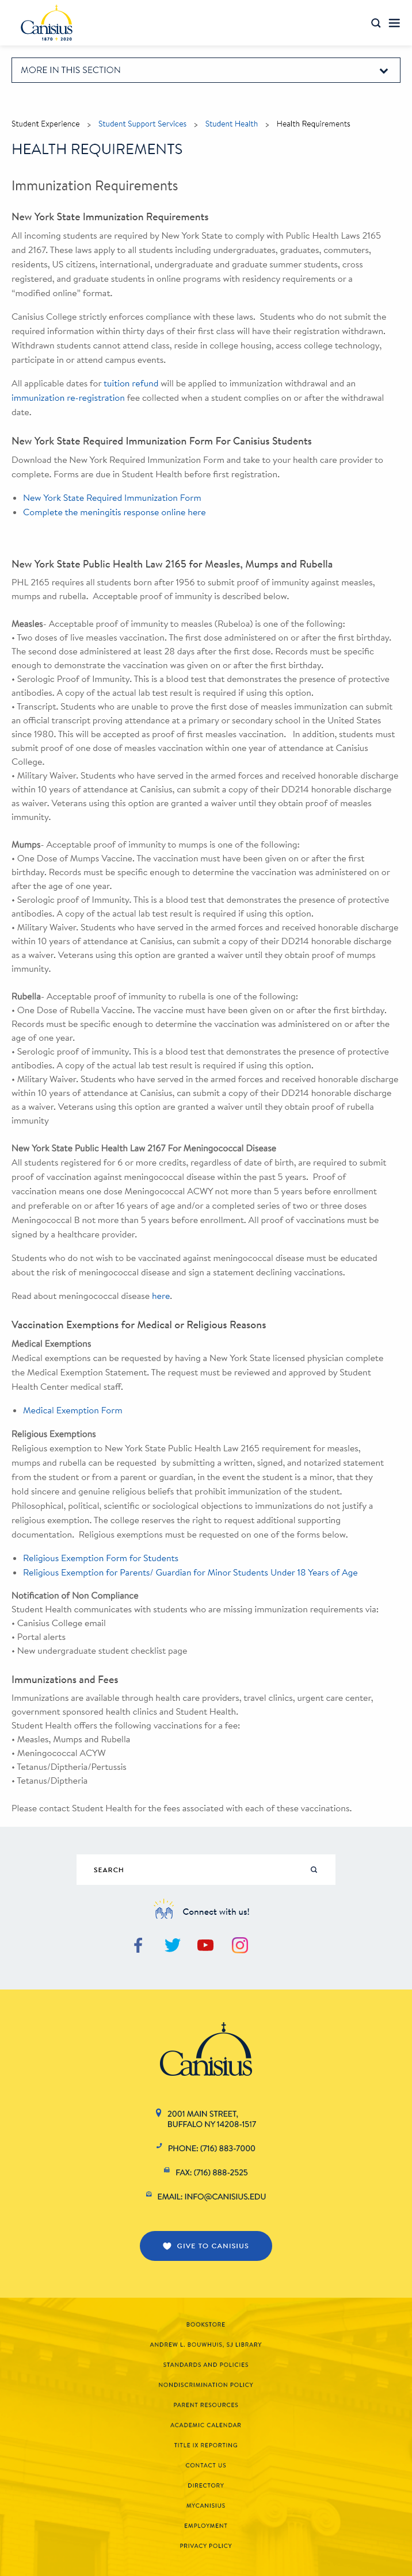 Canisius
1870 2020
MORE IN THIS SECTION
Student Experience > Student Support Services > Student Health > Health Requirements
HEALTH REQUIREMENTS
Immunization Requirements
New York State Immunization Requirements
All incoming students are required by New York State to comply with Public Health Laws 2165
and 2167. These laws apply to all students including undergraduates, graduates, commuters,
residents, US citizens, international, undergraduate and graduate summer students, cross
registered, and graduate students in online programs with residency requirements or a
“modified online” format.
Canisius College strictly enforces compliance with these laws. Students who do not submit the
required information within thirty days of their first class will have their registration withdrawn.
Withdrawn students cannot attend class, reside in college housing, access college technology,
participate in or attend campus events.
All applicable dates for tuition refund will be applied to immunization withdrawal and an
immunization re-registration fee collected when a student complies on or after the withdrawal
date.
New York State Required Immunization Form For Canisius Students
Download the New York Required Immunization Form and take to your health care provider to
complete. Forms are due in Student Health before first registration.
• New York State Required Immunization Form
• Complete the meningitis response online here
New York State Public Health Law 2165 for Measles, Mumps and Rubella
PHL 2165 requires all students born after 1956 to submit proof of immunity against measles,
mumps and rubella. Acceptable proof of immunity is described below.
Measles- Acceptable proof of immunity to measles (Rubeloa) is one of the following:
• Two doses of live measles vaccination. The first dose administered on or after the first birthday.
The second dose administered at least 28 days after the first dose. Records must be specific
enough to demonstrate the vaccination was given on or after the first birthday.
• Serologic Proof of Immunity. This is a blood test that demonstrates the presence of protective
antibodies. A copy of the actual lab test result is required if using this option.
• Transcript. Students who are unable to prove the first dose of measles immunization can submit
an official transcript proving attendance at a primary or secondary school in the United States
since 1980. This will be accepted as proof of first measles vaccination. In addition, students must
submit proof of one dose of measles vaccination within one year of attendance at Canisius
College.
• Military Waiver. Students who have served in the armed forces and received honorable discharge
within 10 years of attendance at Canisius, can submit a copy of their DD214 honorable discharge
as waiver. Veterans using this option are granted a waiver until they obtain proof of measles
immunity.
Mumps- Acceptable proof of immunity to mumps is one of the following:
• One Dose of Mumps Vaccine. The vaccination must have been given on or after the first
birthday. Records must be specific enough to determine the vaccination was administered on or
after the age of one year.
• Serologic proof of Immunity. This is a blood test that demonstrates the presence of protective
antibodies. A copy of the actual lab test result is required if using this option.
• Military Waiver. Students who have served in the armed forces and received honorable discharge
within 10 years of attendance at Canisius, can submit a copy of their DD214 honorable discharge
as a waiver. Veterans using this option are granted a waiver until they obtain proof of mumps
immunity.
Rubella- Acceptable proof of immunity to rubella is one of the following:
• One Dose of Rubella Vaccine. The vaccine must have been given on or after the first birthday.
Records must be specific enough to determine the vaccination was administered on or after the
age of one year.
• Serologic proof of immunity. This is a blood test that demonstrates the presence of protective
antibodies. A copy of the actual lab test result is required if using this option.
• Military Waiver. Students who have served in the armed forces and received honorable discharge
within 10 years of attendance at Canisius, can submit a copy of their DD214 honorable discharge
as a waiver. Veterans using this option are granted a waiver until they obtain proof of rubella
immunity
New York State Public Health Law 2167 For Meningococcal Disease
All students registered for 6 or more credits, regardless of date of birth, are required to submit
proof of vaccination against meningococcal disease within the past 5 years. Proof of
vaccination means one dose Meningococcal ACWY not more than 5 years before enrollment
and preferable on or after 16 years of age and/or a completed series of two or three doses
Meningococcal B not more than 5 years before enrollment. All proof of vaccinations must be
signed by a healthcare provider.
Students who do not wish to be vaccinated against meningococcal disease must be educated
about the risk of meningococcal disease and sign a statement declining vaccinations.
Read about meningococcal disease here.
Vaccination Exemptions for Medical or Religious Reasons
Medical Exemptions
Medical exemptions can be requested by having a New York State licensed physician complete
the Medical Exemption Statement. The request must be reviewed and approved by Student
Health Center medical staff.
• Medical Exemption Form
Religious Exemptions
Religious exemption to New York State Public Health Law 2165 requirement for measles,
mumps and rubella can be requested by submitting a written, signed, and notarized statement
from the student or from a parent or guardian, in the event the student is a minor, that they
hold sincere and genuine religious beliefs that prohibit immunization of the student.
Philosophical, political, scientific or sociological objections to immunizations do not justify a
religious exemption. The college reserves the right to request additional supporting
documentation. Religious exemptions must be requested on one of the forms below.
• Religious Exemption Form for Students
• Religious Exemption for Parents/ Guardian for Minor Students Under 18 Years of Age
Notification of Non Compliance
Student Health communicates with students who are missing immunization requirements via:
• Canisius College email
• Portal alerts
• New undergraduate student checklist page
Immunizations and Fees
Immunizations are available through health care providers, travel clinics, urgent care center,
government sponsored health clinics and Student Health.
Student Health offers the following vaccinations for a fee:
• Measles, Mumps and Rubella
• Meningococcal ACYW
• Tetanus/Diptheria/Pertussis
• Tetanus/Diptheria
Please contact Student Health for the fees associated with each of these vaccinations.
SEARCH
Connect with us!
Canisius
2001 MAIN STREET,
BUFFALO NY 14208-1517
PHONE: (716) 883-7000
FAX: (716) 888-2525
EMAIL: INFO@CANISIUS.EDU
GIVE TO CANISIUS
BOOKSTORE
ANDREW L. BOUWHUIS, SJ LIBRARY
STANDARDS AND POLICIES
NONDISCRIMINATION POLICY
PARENT RESOURCES
ACADEMIC CALENDAR
TITLE IX REPORTING
CONTACT US
DIRECTORY
MYCANISIUS
EMPLOYMENT
PRIVACY POLICY